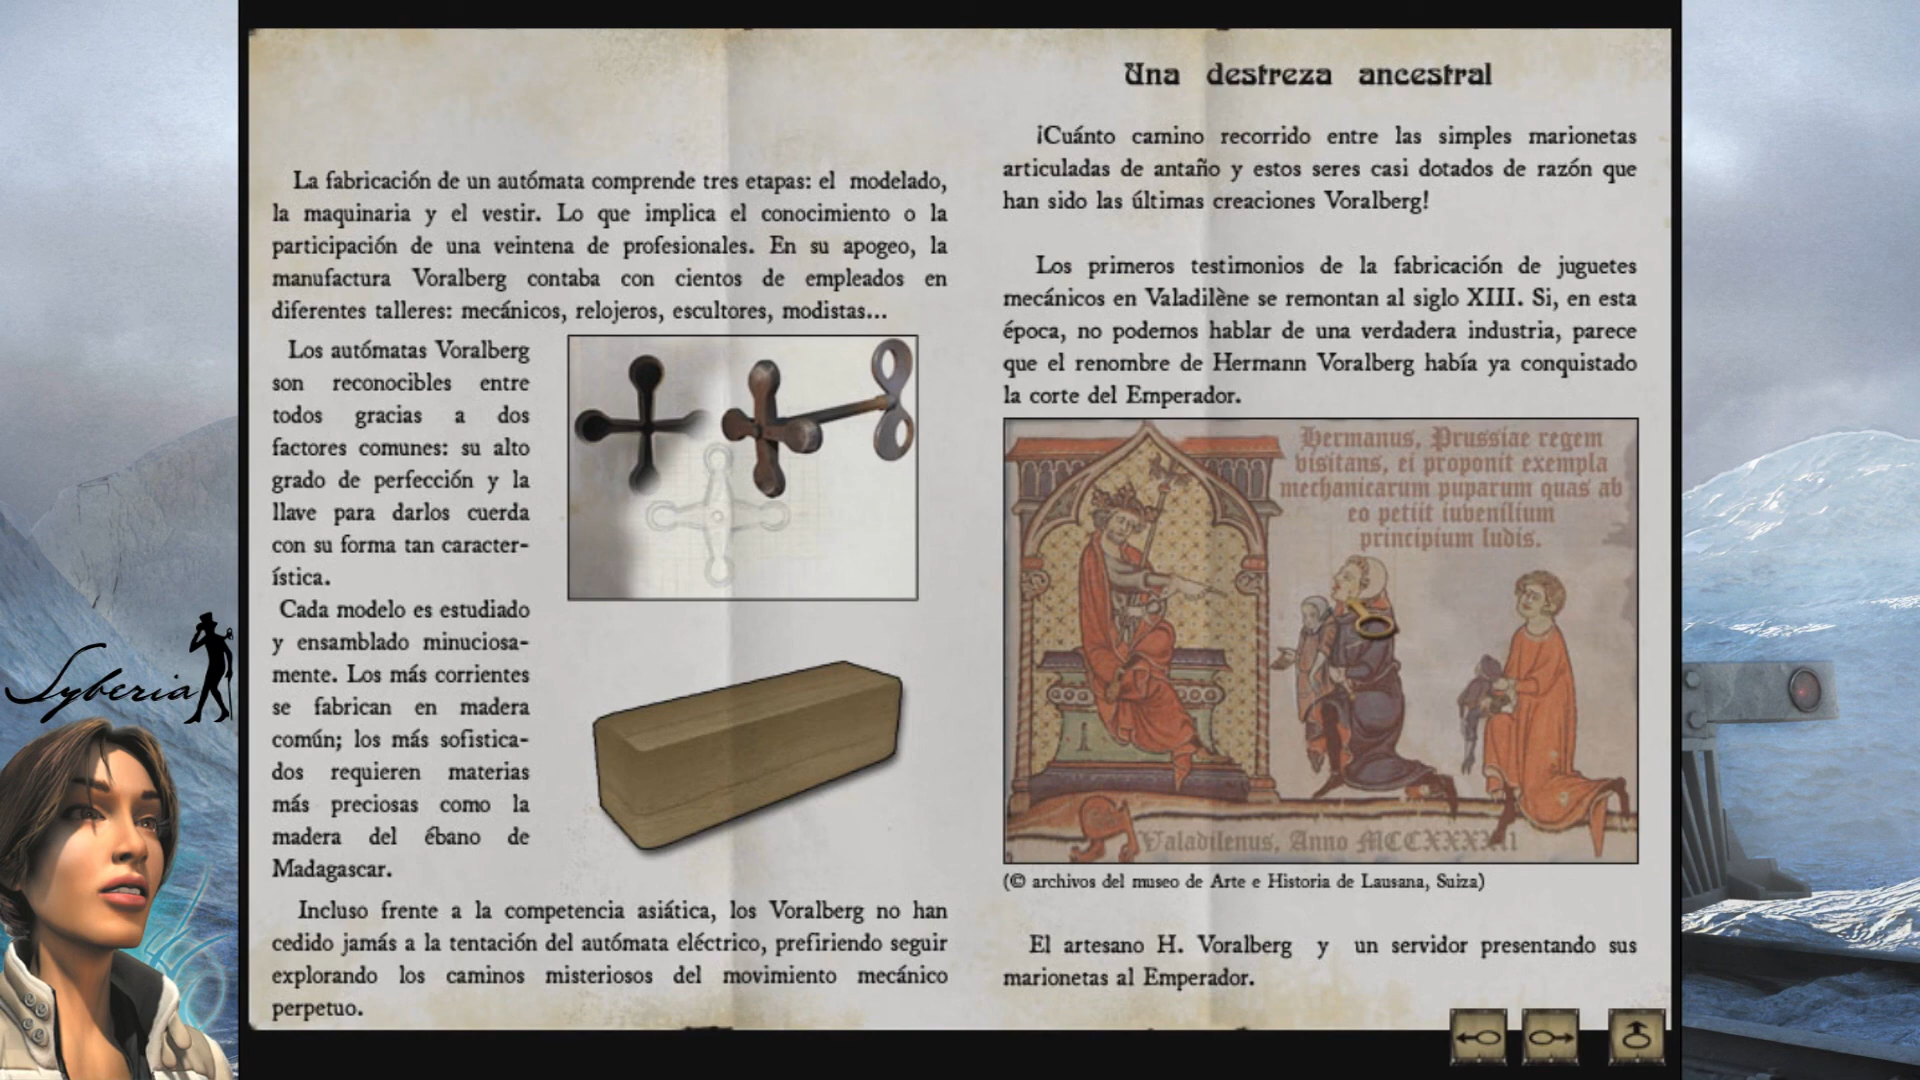 La fabricación de un autómata comprende tres etapas: el modelado,
la maquinaria y el vestir. Lo que implica el conocimiento o la
participación de una veintena de profesionales. En su apogeo, la
manufactura Voralberg contaba con cientos de empleados en
diferentes talleres: mecánicos, relojeros, escultores, modistas...
Los autómatas Voralberg
son reconocibles entre
todos gracias a dos
factores comunes: su alto
grado de perfección y la
llave para darlos cuerda
con su forma tan caracter-
ística.
Cada modelo es estudiado
y ensamblado minuciosa-
mente. Los más corrientes
se fabrican en madera
común; los más sofistica-
dos requieren materias
más preciosas como la
madera del ébano de
Madagascar.
Incluso frente a la competencia asiática, los Voralberg no han
cedido jamás a la tentación del autómata eléctrico, prefiriendo seguir
explorando los caminos misteriosos del movimiento mecánico
perpetuo.
Una destreza ancestral
¡Cuánto camino recorrido entre las simples marionetas
articuladas de antaño y estos seres casi dotados de razón que
han sido las últimas creaciones Voralberg!
Los primeros testimonios de la fabricación de juguetes
mecánicos en Valadilène se remontan al siglo XIII. Si, en esta
época, no podemos hablar de una verdadera industria, parece
que el renombre de Hermann Voralberg había ya conquistado
la corte del Emperador.
Hermanus, Prussiae regem
visitans, ei proponit exempla
mechanicarum puparum quas ab
eo petiit iuvenilium
principium ludis.
Valadilenus, Anno
(© archivos del museo de Arte e Historia de Lausana, Suiza)
El artesano H. Voralberg y un servidor presentando sus
marionetas al Emperador.
Syberia